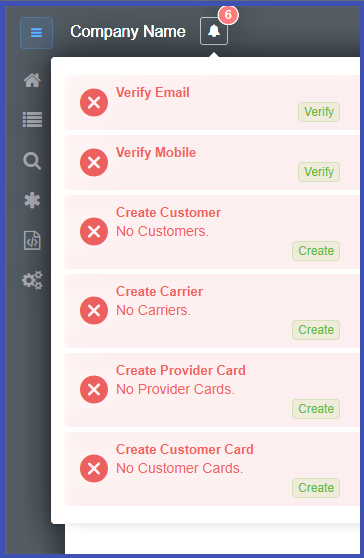 Company Name
6
Verify Email
Verify
Verify Mobile
Verify
Create Customer
No Customers.
Create
Create Carrier
No Carriers.
Create
Create Provider Card
No Provider Cards.
Create
Create Customer Card
No Customer Cards.
Create